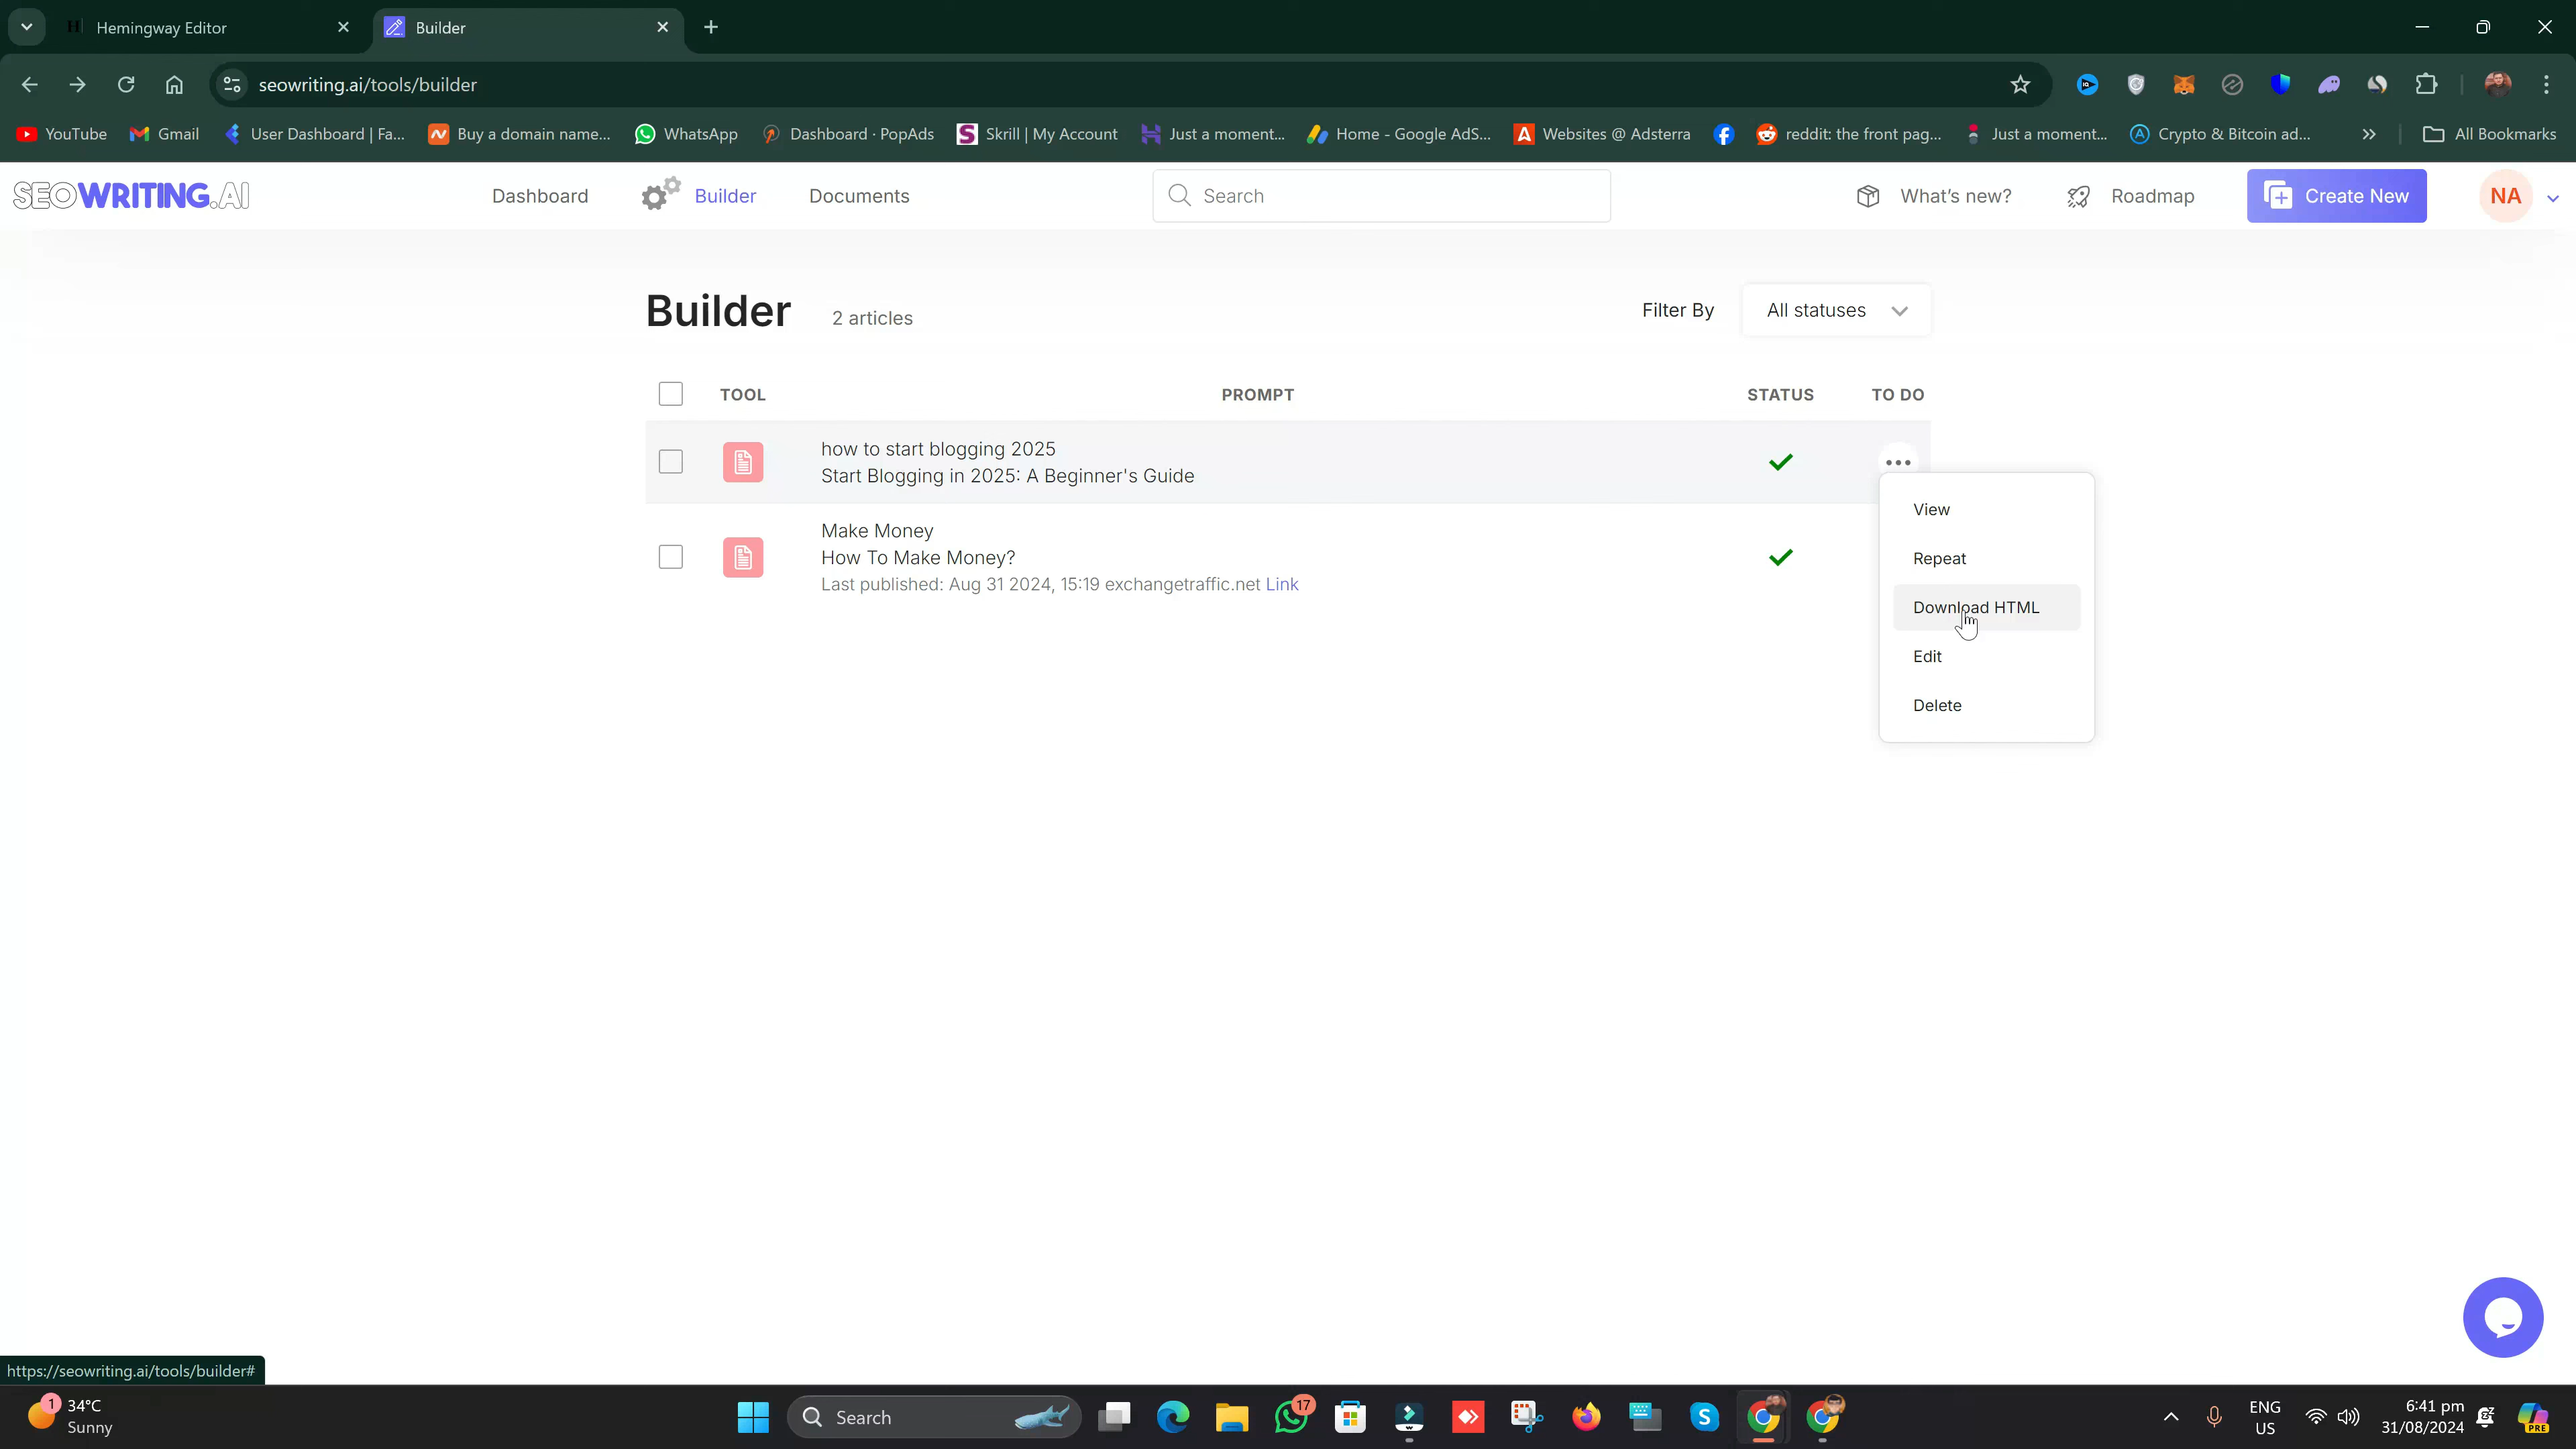 Hemingway Editor
Builder
seowriting.ai/tools/builder
YouTube Gmail User Dashboard | Fa... Buy a domain name... WhatsApp Dashboard · PopAds Skrill | My Account Just a moment... Home - Google AdS... Websites @ Adsterra reddit: the front pag... Just a moment... Crypto & Bitcoin ad... All Bookmarks
SEOWRITING.AI Dashboard Builder Documents Search What's new? Roadmap Create New NA
Builder 2 articles Filter By All statuses
TOOL PROMPT STATUS TO DO
how to start blogging 2025
Start Blogging in 2025: A Beginner's Guide
View
Make Money
How To Make Money?
Repeat
Last published: Aug 31 2024, 15:19 exchangetraffic.net Link
Download HTML
Edit
Delete
https://seowriting.ai/tools/builder#
1 34°C
Sunny
Search
17
ENG
US
6:41 pm
31/08/2024
PRE